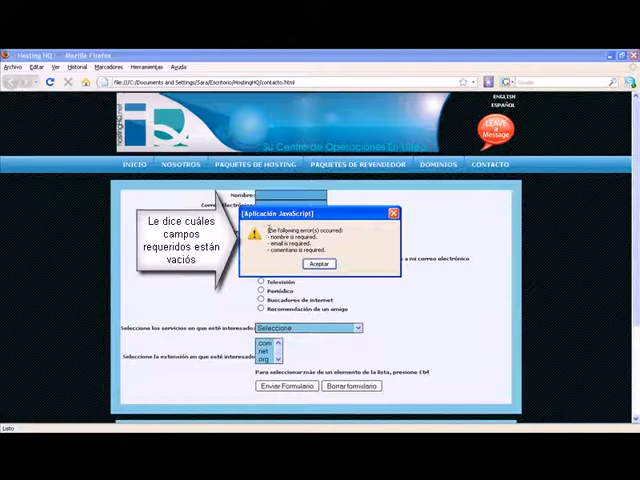 Hosting HQ - Mozilla Firefox
Archivo Editar Ver Historial Marcadores Herramientas Ayuda
file:///C:/Documents and Settings/Sara/Escritorio/HostingHQ/contacto.html
Google
ENGLISH
ESPAÑOL
hostingHQ.net
LEAVE
a
Message
Su Centro de Operaciones En Línea
INICIO NOSOTROS PAQUETES DE HOSTING PAQUETES DE REVENDEDOR DOMINIOS CONTACTO
Nombre:
Correo
[Aplicación JavaScript]
The following error(s) occurred:
- nombre is required.
- email is required.
- comentario is required.
Aceptar
Le dice cuáles
campos
requeridos están
vaciós
a mi correo electrónico
Televisión
Periódico
Buscadores de internet
Recomendación de un amigo
Seleccione los servicios en que esté interesado: Seleccione
Seleccione la extensión en que esté interesado:
.com
.net
.org
Para seleccionar más de un elemento de la lista, presione Ctrl
Enviar Formulario Borrar formulario
Listo